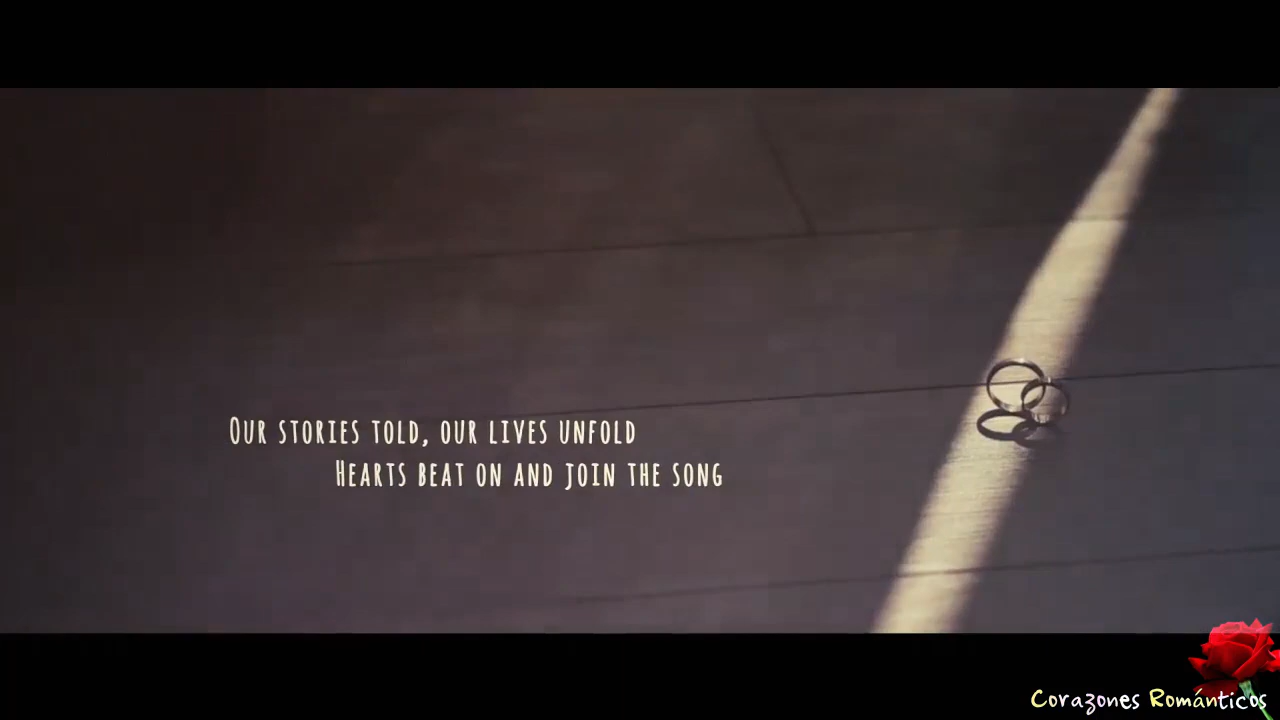 Our stories told, our lives unfold
Hearts beat on and join the song
Corazones Románticos